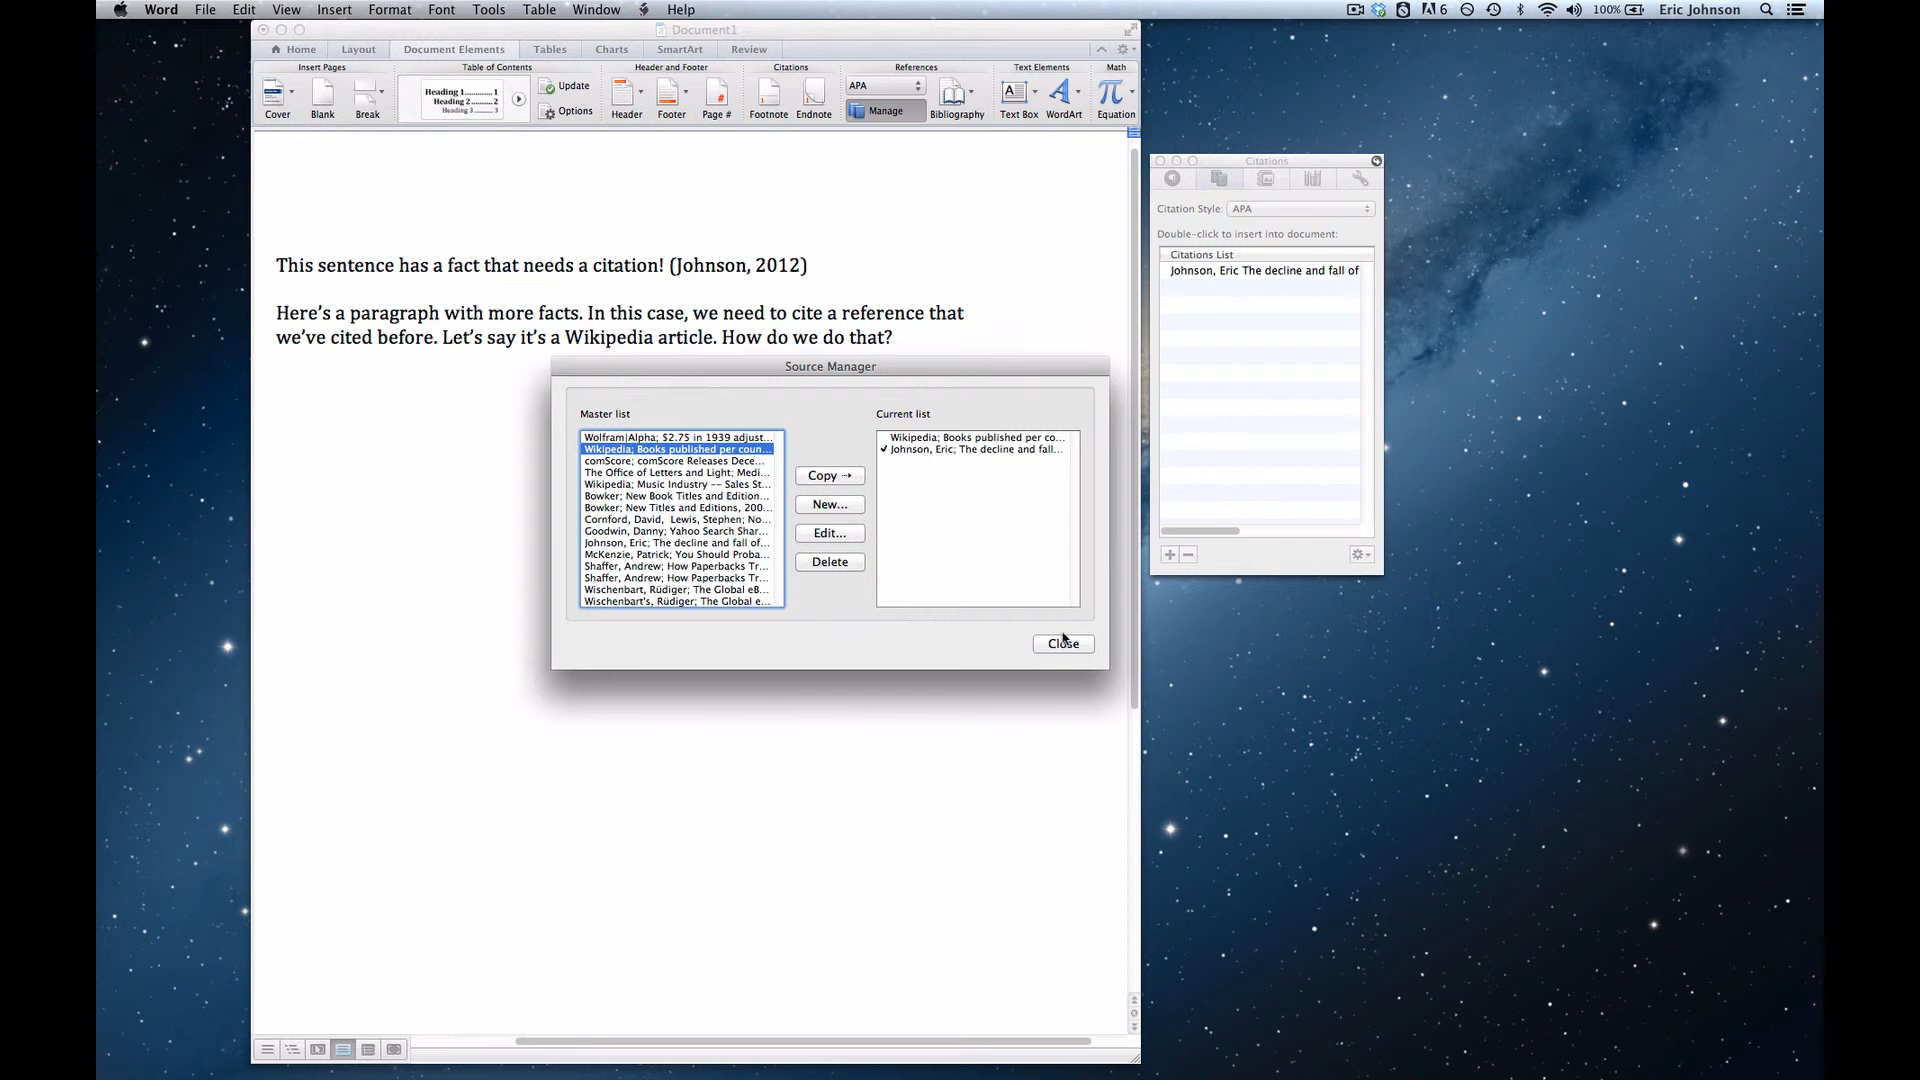 Word File Edit View Insert Format Font Tools Table Window Help
6 100% Eric Johnson
Document1
Home Layout Document Elements Tables Charts SmartArt Review
Insert Pages Table of Contents Header and Footer Citations References Text Elements Math
Heading 1 1
Heading 2 2
Heading 3 3
Update
Options
APA
Manage
Cover Blank Break Header Footer Page # Footnote Endnote Bibliography Text Box WordArt Equation
This sentence has a fact that needs a citation! (Johnson, 2012)
Here's a paragraph with more facts. In this case, we need to cite a reference that
we've cited before. Let's say it's a Wikipedia article. How do we do that?
Source Manager
Master list
Wolfram|Alpha; $2.75 in 1939 adjust...
Wikipedia; Books published per coun...
comScore; comScore Releases Dece...
The Office of Letters and Light; Medi...
Wikipedia; Music Industry -- Sales St...
Bowker; New Book Titles and Edition...
Bowker; New Titles and Editions, 200...
Cornford, David, Lewis, Stephen; No...
Goodwin, Danny; Yahoo Search Shar...
Johnson, Eric; The decline and fall of...
McKenzie, Patrick; You Should Proba...
Shaffer, Andrew; How Paperbacks Tr...
Shaffer, Andrew; How Paperbacks Tr...
Wischenbart, Rüdiger; The Global eB...
Wischenbart's, Rüdiger; The Global e...
Copy →
New...
Edit...
Delete
Current list
Wikipedia; Books published per co...
✓ Johnson, Eric; The decline and fall...
Close
Citations
Citation Style: APA
Double-click to insert into document:
Citations List
Johnson, Eric The decline and fall of